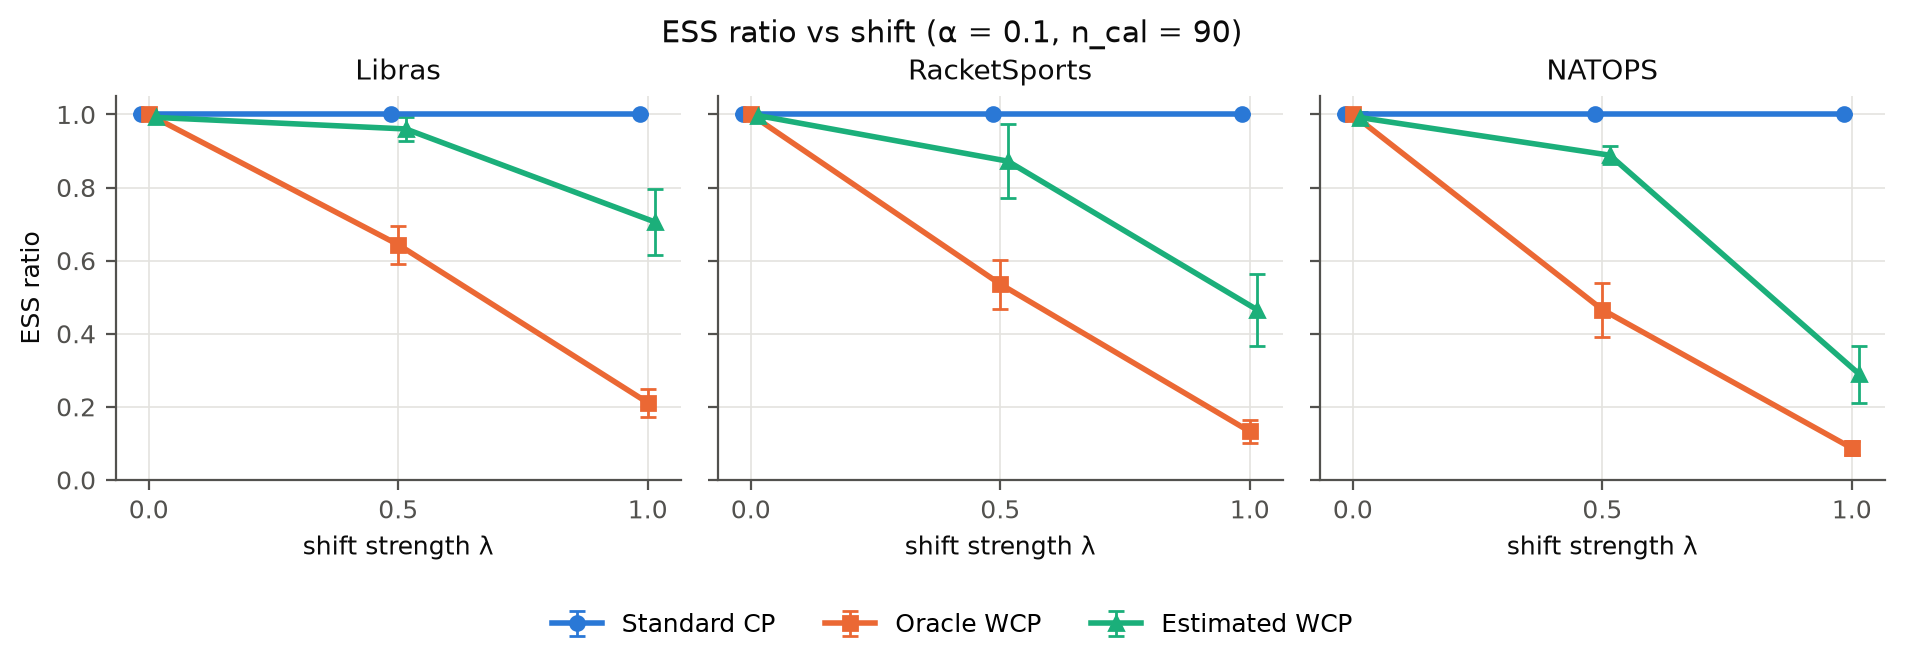 ESS ratio vs shift (α = 0.1, n_cal = 90)
Libras
RacketSports
NATOPS
ESS ratio
1.0
0.8
0.6
0.4
0.2
0.0
0.0 0.5 1.0
0.0 0.5 1.0
0.0 0.5 1.0
shift strength λ
shift strength λ
shift strength λ
Standard CP
Oracle WCP
Estimated WCP